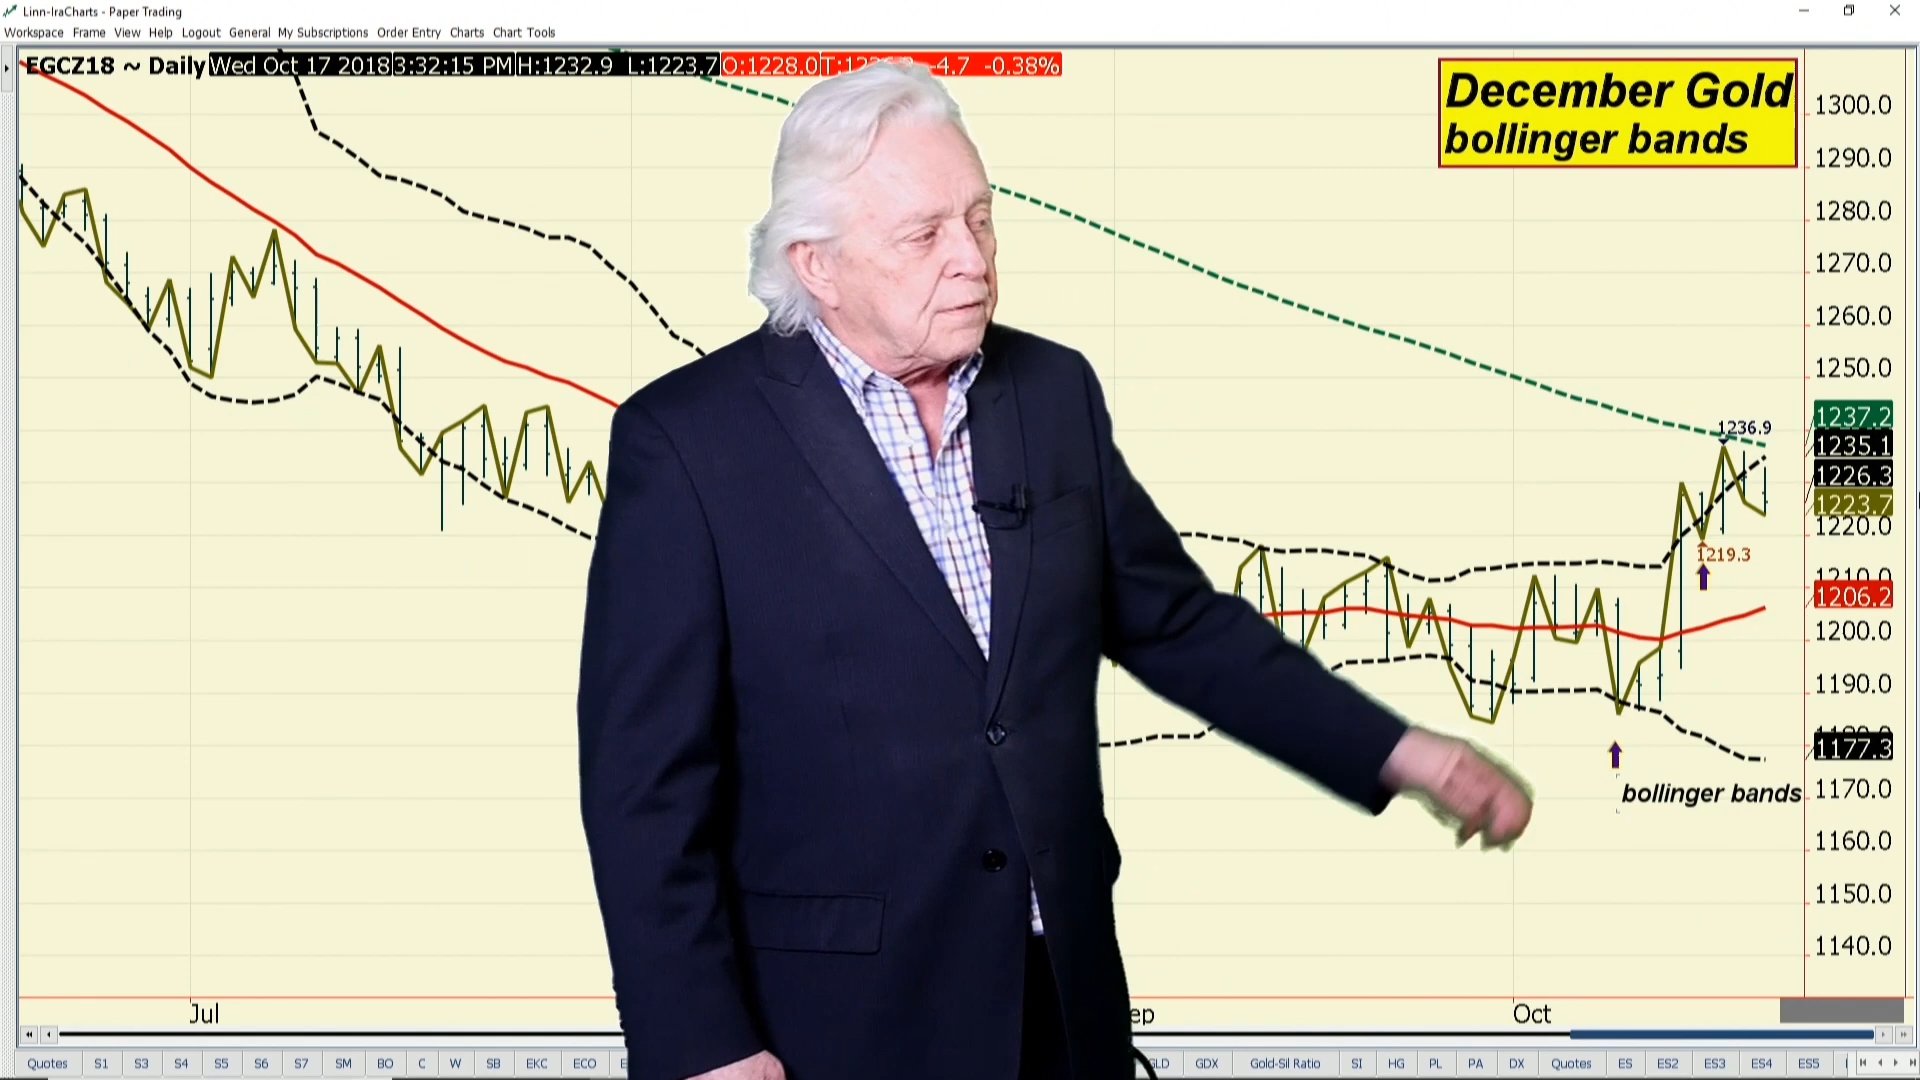 Linn-IraCharts - Paper Trading
Workspace Frame View Help Logout General My Subscriptions Order Entry Charts Chart Tools
EGCZ18 ~ Daily Wed Oct 17 2018 3:32:15 PM H:1232.9 L:1223.7 O:1228.0 -4.7 -0.38%
December Gold
bollinger bands
1300.0
1290.0
1280.0
1270.0
1260.0
1250.0
1237.2
1236.9
1235.1
1226.3
1223.7
1220.0
1219.3
1210.0
1206.2
1200.0
1190.0
1177.3
1170.0
bollinger bands
1160.0
1150.0
1140.0
Jul Oct
Quotes S1 S3 S4 S5 S6 S7 SM BO C W SB EKC ECO GDX Gold-Sil Ratio SI HG PL PA DX Quotes ES ES2 ES3 ES4 ES5